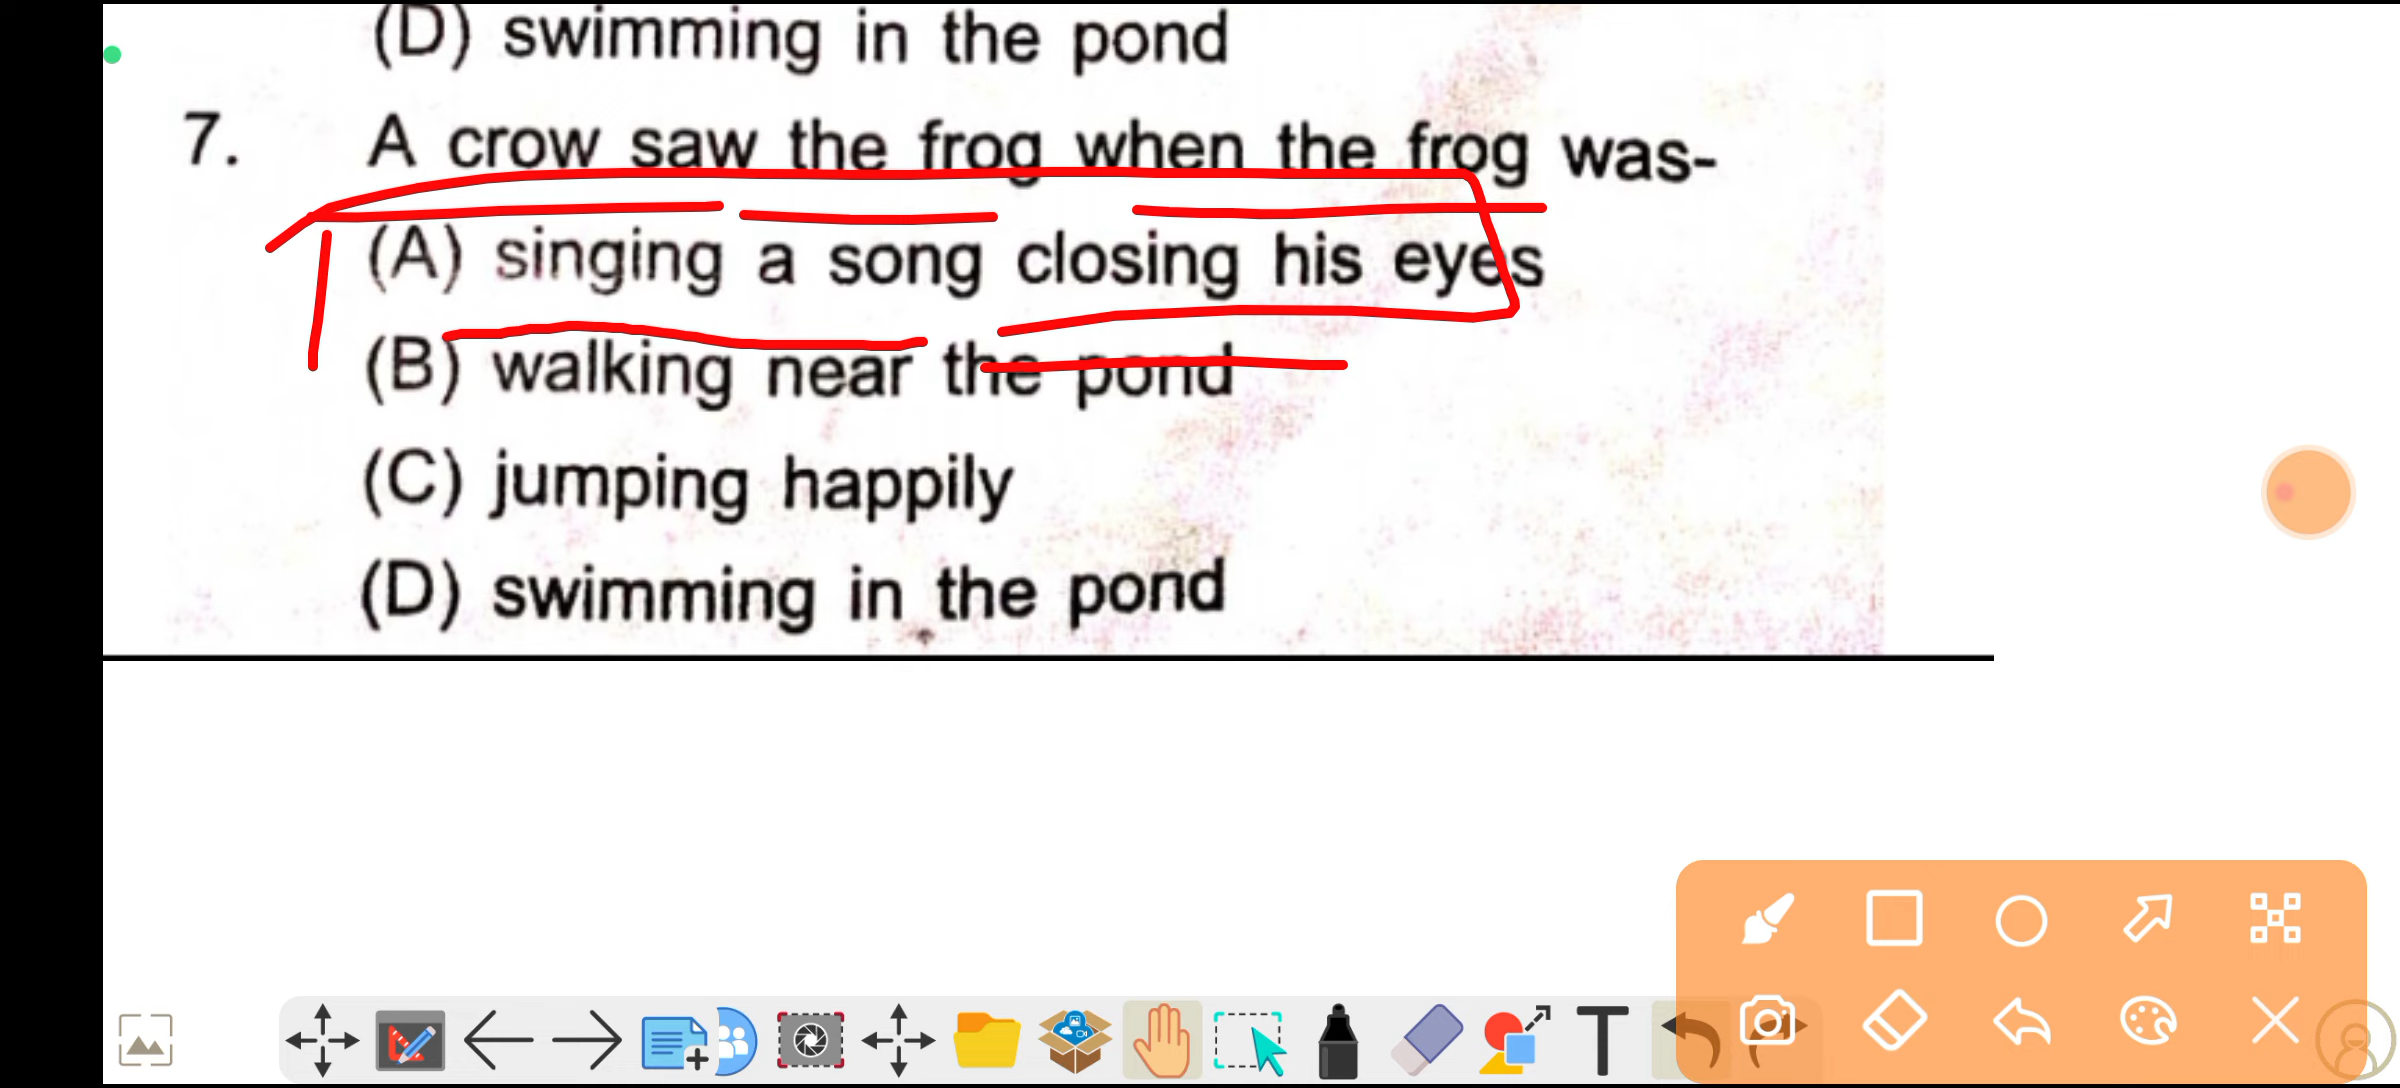 (D) swimming in the pond
7. A crow saw the frog when the frog was-
(A) singing a song closing his eyes
(B) walking near the pond
(C) jumping happily
(D) swimming in the pond